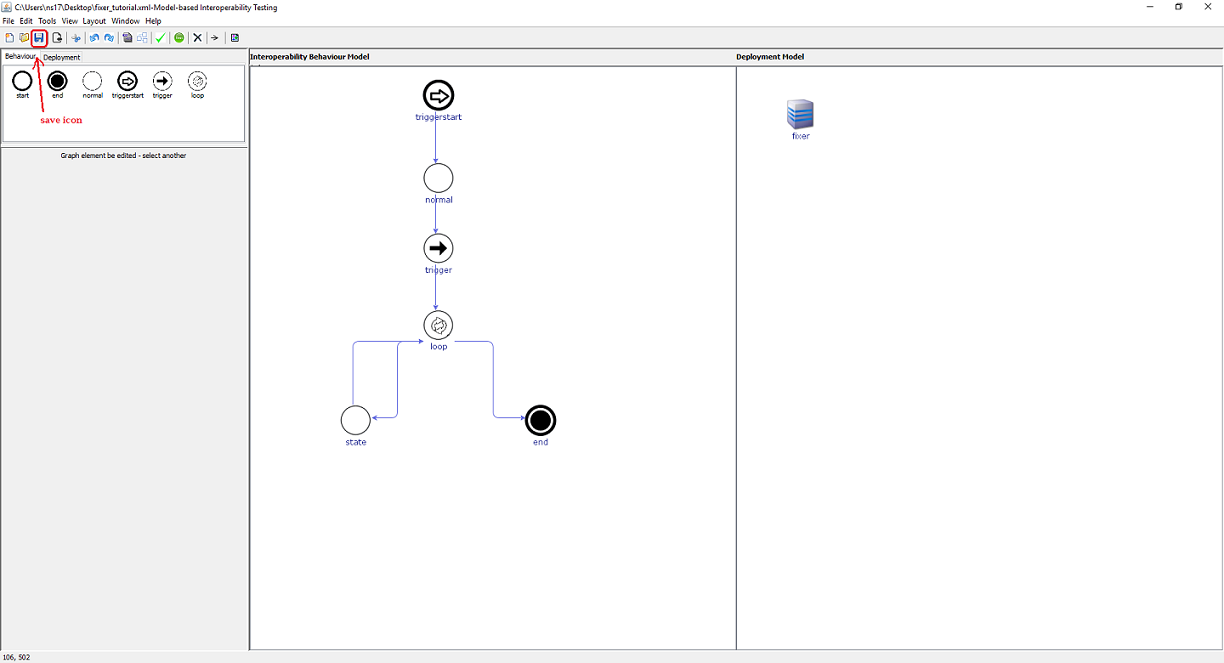 C:\Users\ns17\Desktop\fixer_tutorial.xml-Model-based Interoperability Testing
File Edit Tools View Layout Window Help
Behaviour Deployment
start end normal triggerstart trigger loop
save icon
Graph element be edited - select another
Interoperability Behaviour Model
triggerstart
normal
trigger
loop
state
end
Deployment Model
fixer
106, 502